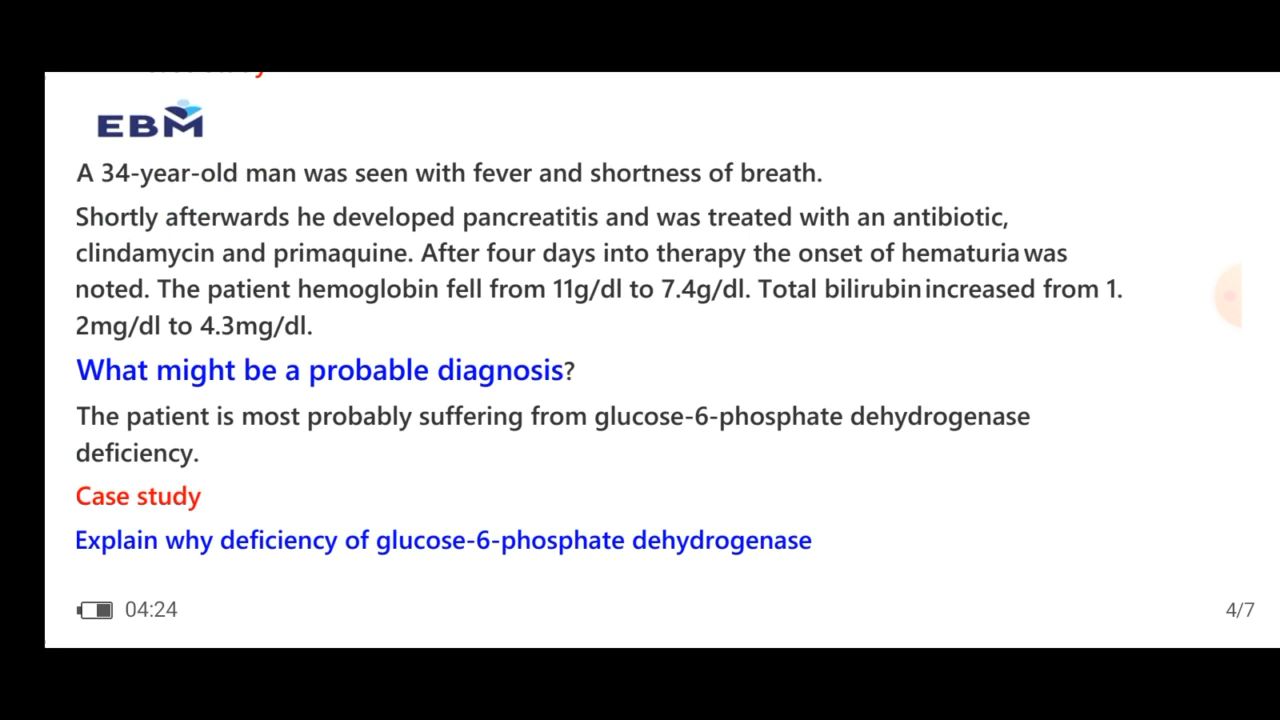 EBM
A 34-year-old man was seen with fever and shortness of breath.
Shortly afterwards he developed pancreatitis and was treated with an antibiotic,
clindamycin and primaquine. After four days into therapy the onset of hematuria was
noted. The patient hemoglobin fell from 11g/dl to 7.4g/dl. Total bilirubin increased from 1.
2mg/dl to 4.3mg/dl.
What might be a probable diagnosis?
The patient is most probably suffering from glucose-6-phosphate dehydrogenase
deficiency.
Case study
Explain why deficiency of glucose-6-phosphate dehydrogenase
04:24
4/7